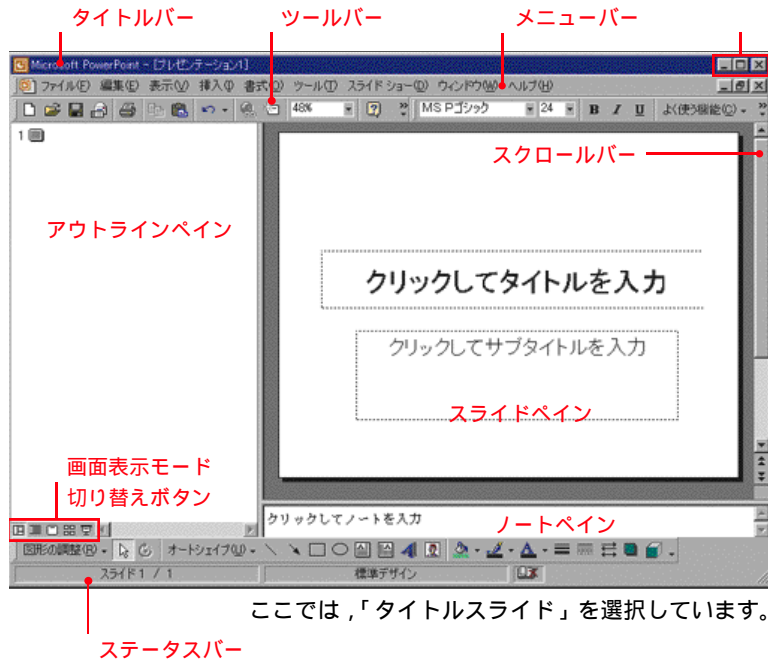 タイトルバー ツールバー メニューバー
Microsoft PowerPoint - [プレゼンテーション1]
ファイル(F) 編集(E) 表示(V) 挿入(I) 書式(O) ツール(T) スライド ショー(D) ウィンドウ(W) ヘルプ(H)
48% MS Pゴシック 24 B I U よく使う機能(C)
1
スクロールバー
アウトラインペイン
クリックしてタイトルを入力
クリックしてサブタイトルを入力
スライドペイン
画面表示モード
切り替えボタン
クリックしてノートを入力
ノートペイン
図形の調整(R) オートシェイプ(U)
スライド 1 / 1 標準デザイン
ここでは，「タイトルスライド」を選択しています。
ステータスバー